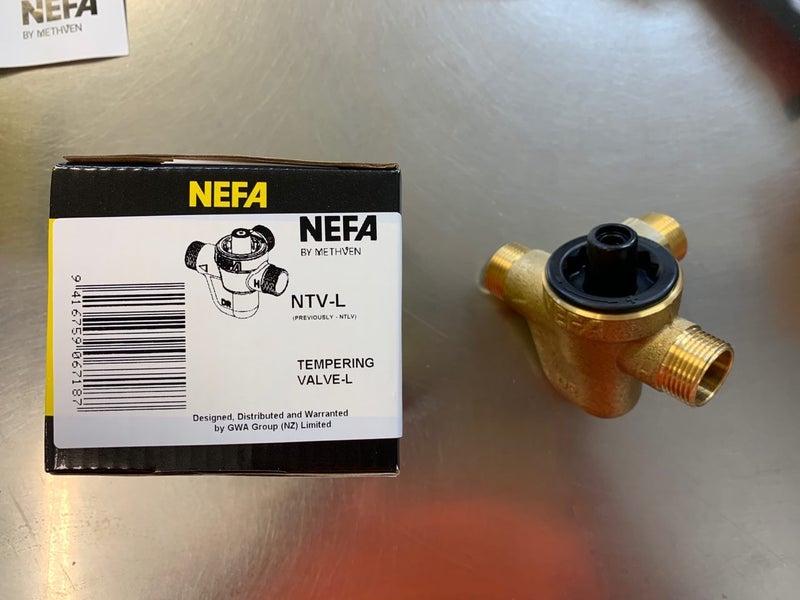 NEFA
BY METHVEN
NEFA
NEFA
BY METHVEN
NTV-L
(PREVIOUSLY - NTLV)
TEMPERING
VALVE-L
9 416759 067187
Designed, Distributed and Warranted
by GWA Group (NZ) Limited